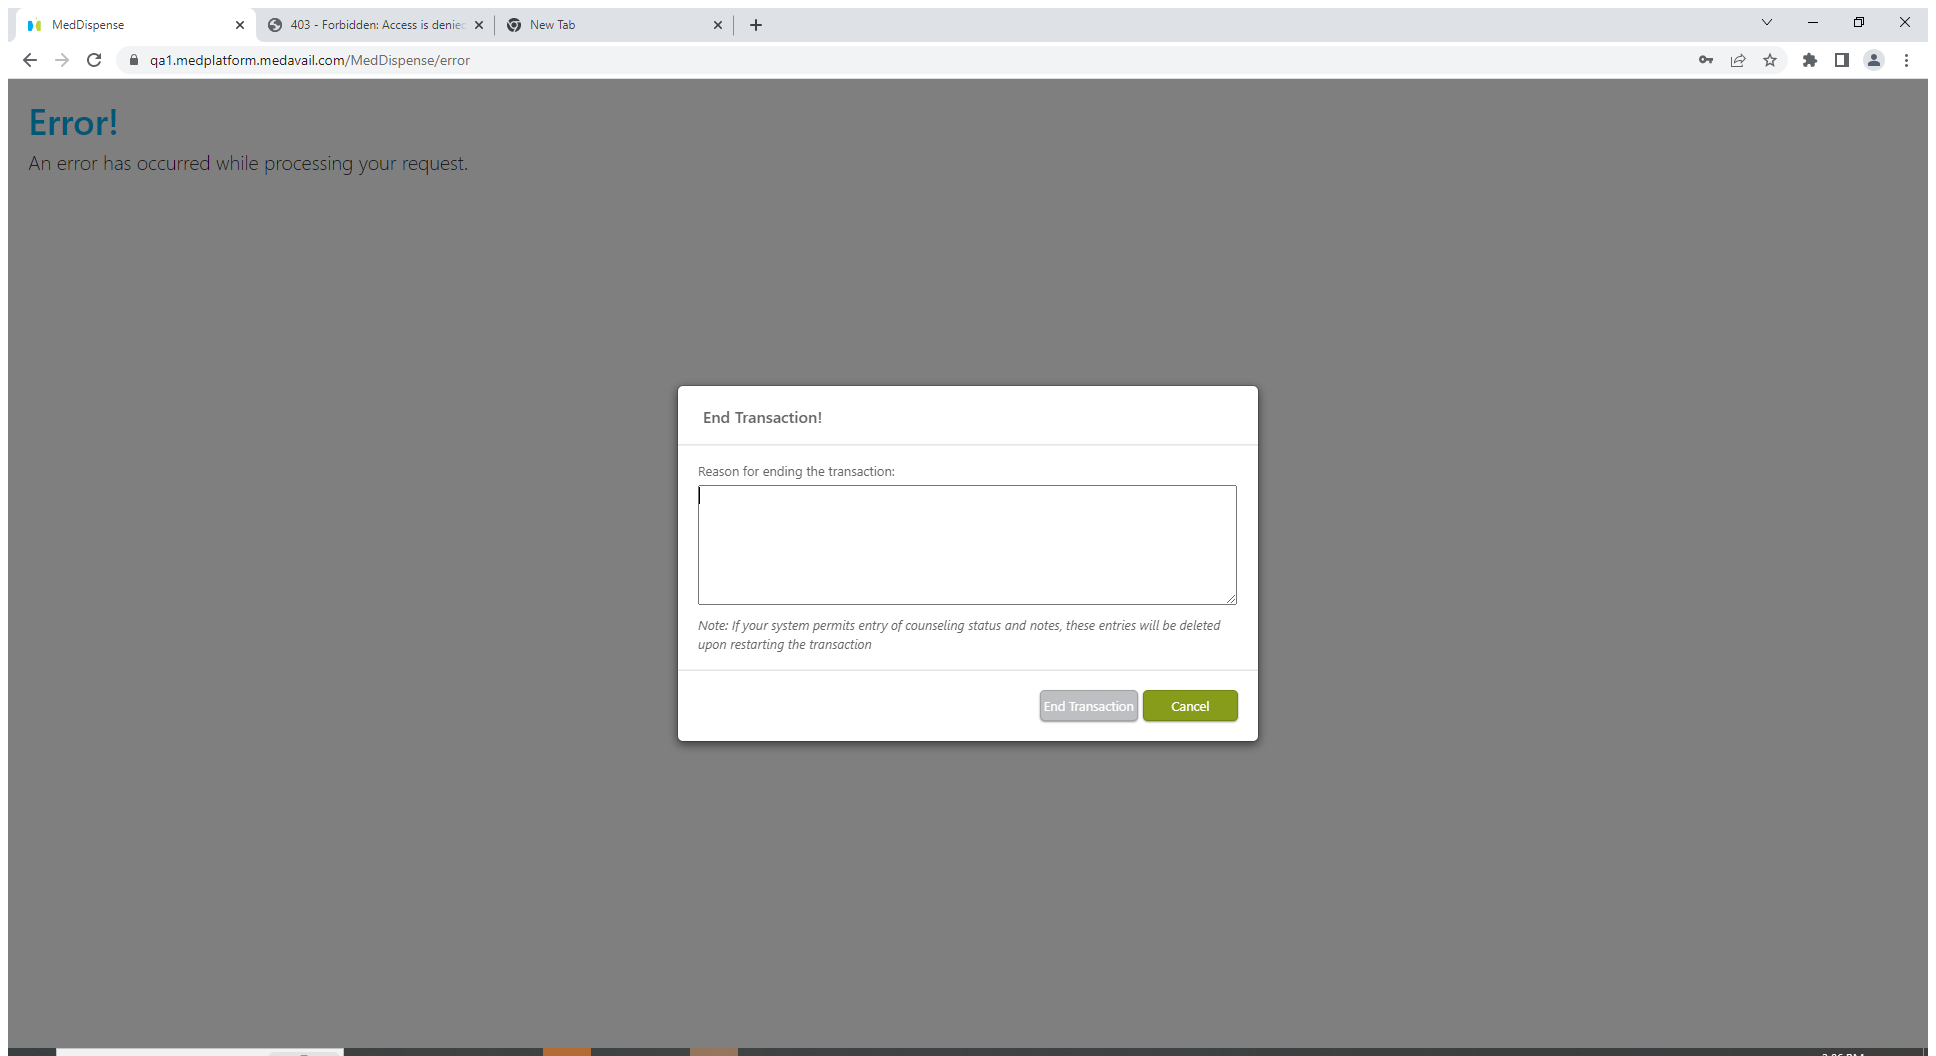 MedDispense
403 - Forbidden: Access is denied
New Tab
qa1.medplatform.medavail.com/MedDispense/error
Error!
An error has occurred while processing your request.
End Transaction!
Reason for ending the transaction:
Note: If your system permits entry of counseling status and notes, these entries will be deleted
upon restarting the transaction
End Transaction
Cancel